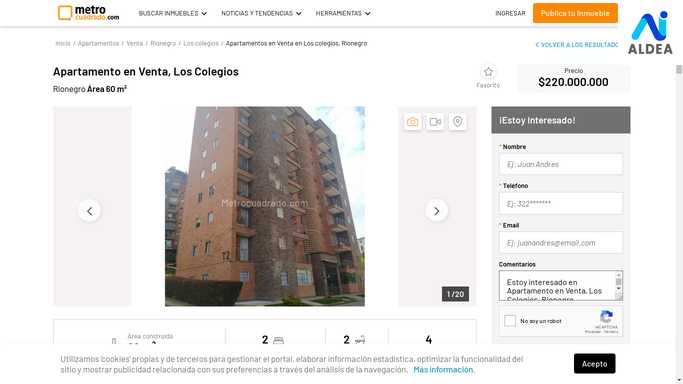 metro
cuadrado.com
BUSCAR INMUEBLES
NOTICIAS Y TENDENCIAS
HERRAMIENTAS
INGRESAR
Publica tu Inmueble
ALDEA
Inicio / Apartamentos / Venta / Rionegro / Los colegios / Apartamentos en Venta en Los colegios, Rionegro
VOLVER A LOS RESULTADO
Apartamento en Venta, Los Colegios
Rionegro Área 60 m²
Favorito
Precio
$220.000.000
Metrocuadrado.com
1 / 20
¡Estoy Interesado!
* Nombre
Ej: Juan Andres
* Teléfono
Ej: 322*******
* Email
Ej: juanandres@email.com
Comentarios
Estoy interesado en
Apartamento en Venta, Los
Colegios, Rionegro
No soy un robot
reCAPTCHA
Privacidad - Términos
Área construida
2
2
4
Utilizamos 'cookies' propias y de terceros para gestionar el portal, elaborar información estadística, optimizar la funcionalidad del
sitio y mostrar publicidad relacionada con sus preferencias a través del análisis de la navegación. Más información.
Acepto